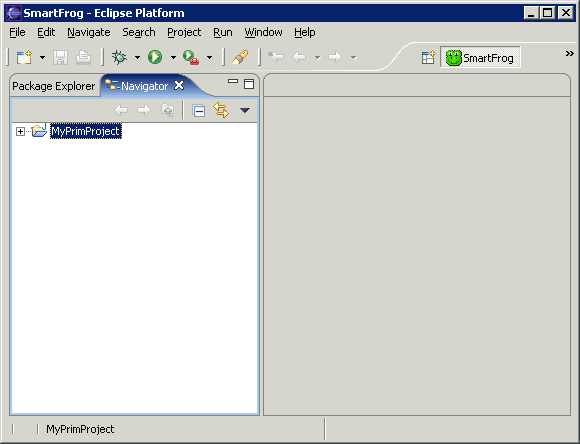 SmartFrog - Eclipse Platform
File Edit Navigate Search Project Run Window Help
SmartFrog
Package Explorer Navigator
MyPrimProject
MyPrimProject